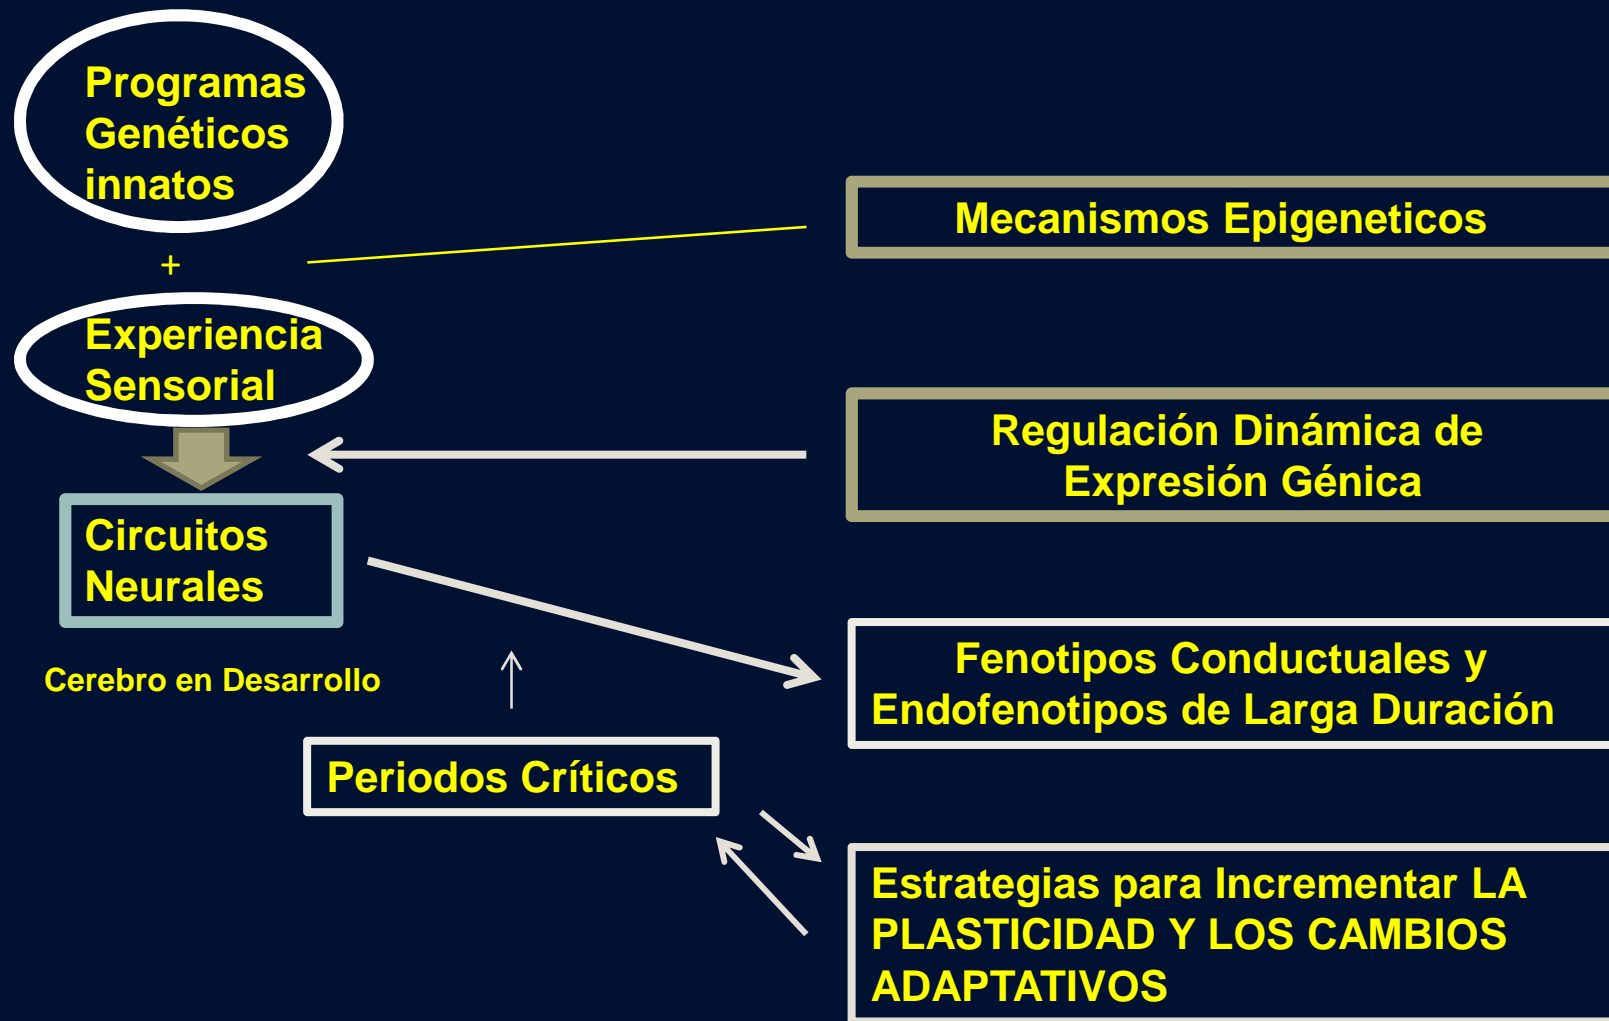 Programas
Genéticos
innatos
+
Experiencia
Sensorial
Circuitos
Neurales
Cerebro en Desarrollo
Periodos Críticos
Mecanismos Epigeneticos
Regulación Dinámica de
Expresión Génica
Fenotipos Conductuales y
Endofenotipos de Larga Duración
Estrategias para Incrementar LA
PLASTICIDAD Y LOS CAMBIOS
ADAPTATIVOS